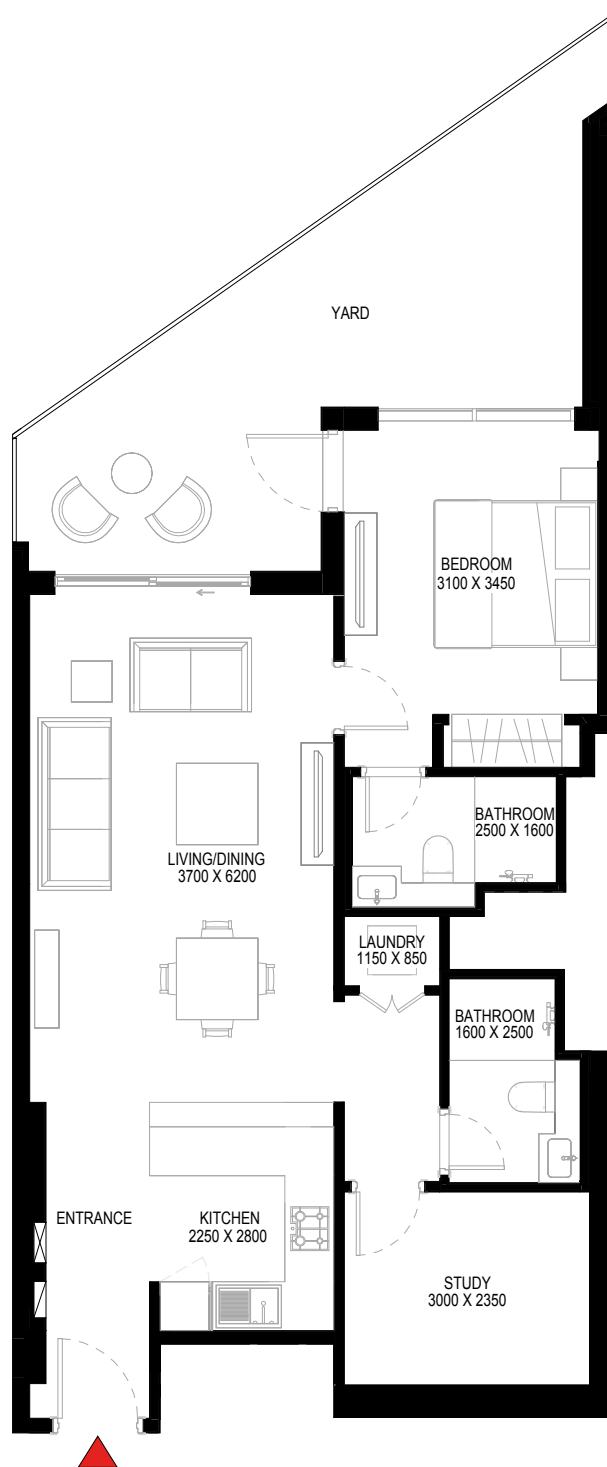 YARD
BEDROOM
3100 X 3450
BATHROOM
2500 X 1600
LIVING/DINING
3700 X 6200
LAUNDRY
1150 X 850
BATHROOM
1600 X 2500
ENTRANCE
KITCHEN
2250 X 2800
STUDY
3000 X 2350